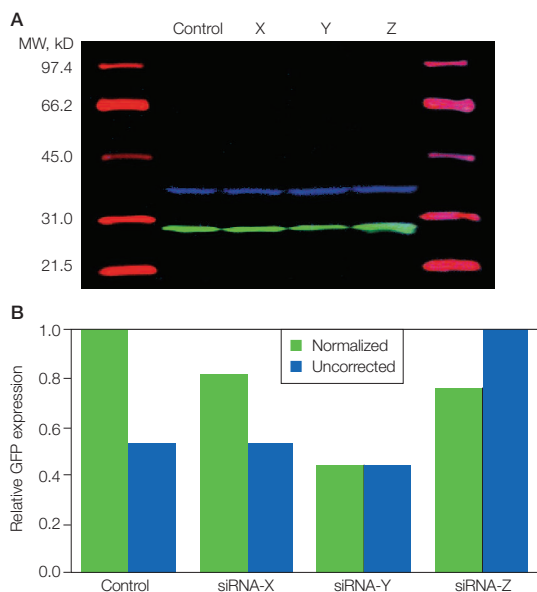 A
Control X Y Z
MW, kD
97.4
66.2
45.0
31.0
21.5
B
Relative GFP expression
1.0
0.8
0.6
0.4
0.2
0.0
Normalized
Uncorrected
Control siRNA-X siRNA-Y siRNA-Z